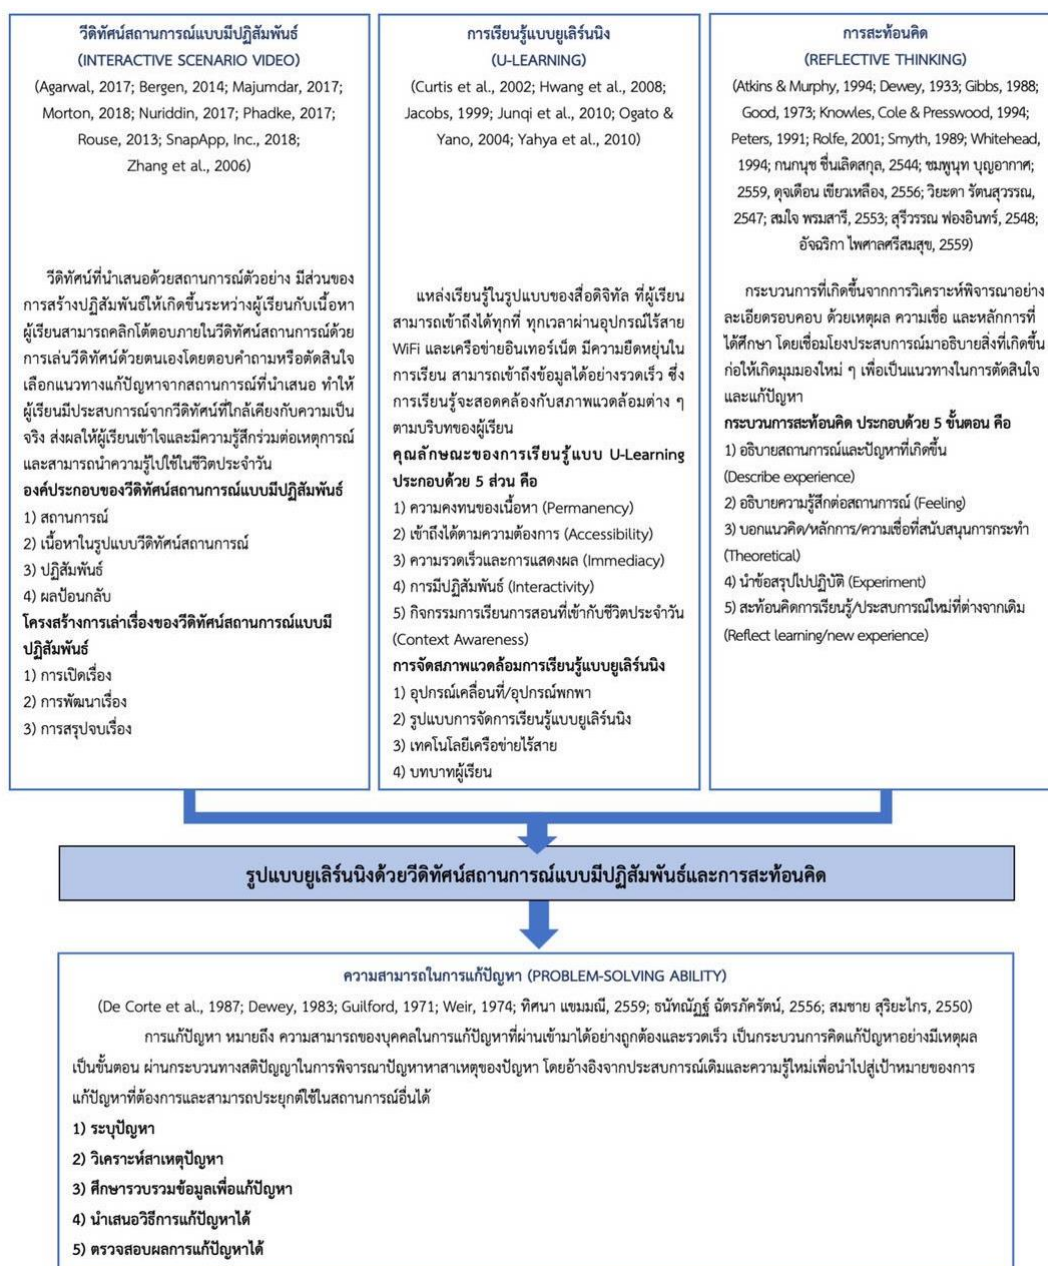 วีดิทัศน์สถานการณ์แบบมีปฏิสัมพันธ์
(INTERACTIVE SCENARIO VIDEO)
(Agarwal, 2017; Bergen, 2014; Majumdar, 2017;
Morton, 2018; Nuriddin, 2017; Phadke, 2017;
Rouse, 2013; SnapApp, Inc., 2018;
Zhang et al., 2006)
วีดิทัศน์ที่นำเสนอด้วยสถานการณ์ตัวอย่าง มีส่วนของ
การสร้างปฏิสัมพันธ์ให้เกิดขึ้นระหว่างผู้เรียนกับเนื้อหา
ผู้เรียนสามารถคลิกโต้ตอบภายในวีดิทัศน์สถานการณ์ด้วย
การเล่นวีดิทัศน์ด้วยตนเองโดยตอบคำถามหรือตัดสินใจ
เลือกแนวทางแก้ปัญหาจากสถานการณ์ที่นำเสนอ ทำให้
ผู้เรียนมีประสบการณ์จากวีดิทัศน์ที่ใกล้เคียงกับความเป็น
จริง ส่งผลให้ผู้เรียนเข้าใจและมีความรู้สึกร่วมต่อเหตุการณ์
และสามารถนำความรู้ไปใช้ในชีวิตประจำวัน
องค์ประกอบของวีดิทัศน์สถานการณ์แบบมีปฏิสัมพันธ์
1) สถานการณ์
2) เนื้อหาในรูปแบบวีดิทัศน์สถานการณ์
3) ปฏิสัมพันธ์
4) ผลป้อนกลับ
โครงสร้างการเล่าเรื่องของวีดิทัศน์สถานการณ์แบบมี
ปฏิสัมพันธ์
1) การเปิดเรื่อง
2) การพัฒนาเรื่อง
3) การสรุปจบเรื่อง
การเรียนรู้แบบยูเลิร์นนิง
(U-LEARNING)
(Curtis et al., 2002; Hwang et al., 2008;
Jacobs, 1999; Junqi et al., 2010; Ogato &
Yano, 2004; Yahya et al., 2010)
แหล่งเรียนรู้ในรูปแบบของสื่อดิจิทัล ที่ผู้เรียน
สามารถเข้าถึงได้ทุกที่ ทุกเวลาผ่านอุปกรณ์ไร้สาย
WiFi และเครือข่ายอินเทอร์เน็ต มีความยืดหยุ่นใน
การเรียน สามารถเข้าถึงข้อมูลได้อย่างรวดเร็ว ซึ่ง
การเรียนรู้จะสอดคล้องกับสภาพแวดล้อมต่าง ๆ
ตามบริบทของผู้เรียน
คุณลักษณะของการเรียนรู้แบบ U-Learning
ประกอบด้วย 5 ส่วน คือ
1) ความคงทนของเนื้อหา (Permanency)
2) เข้าถึงได้ตามความต้องการ (Accessibility)
3) ความรวดเร็วและการแสดงผล (Immediacy)
4) การมีปฏิสัมพันธ์ (Interactivity)
5) กิจกรรมการเรียนการสอนที่เข้ากับชีวิตประจำวัน
(Context Awareness)
การจัดสภาพแวดล้อมการเรียนรู้แบบยูเลิร์นนิง
1) อุปกรณ์เคลื่อนที่/อุปกรณ์พกพา
2) รูปแบบการจัดการเรียนรู้แบบยูเลิร์นนิง
3) เทคโนโลยีเครือข่ายไร้สาย
4) บทบาทผู้เรียน
การสะท้อนคิด
(REFLECTIVE THINKING)
(Atkins & Murphy, 1994; Dewey, 1933; Gibbs, 1988;
Good, 1973; Knowles, Cole & Presswood, 1994;
Peters, 1991; Rolfe, 2001; Smyth, 1989; Whitehead,
1994; กนกนุช ชื่นเลิศสกุล, 2544; ชมพูนุท บุญอากาศ;
2559, ดุจเดือน เขียวเหลือง, 2556; วิยะดา รัตนสุวรรณ,
2547; สมใจ พรมสารี, 2553; สุรีวรรณ ฟองอินทร์, 2548;
อัจฉริกา ไพศาลศรีสมสุข, 2559)
กระบวนการที่เกิดขึ้นจากการวิเคราะห์พิจารณาอย่าง
ละเอียดรอบคอบ ด้วยเหตุผล ความเชื่อ และหลักการที่
ได้ศึกษา โดยเชื่อมโยงประสบการณ์มาอธิบายสิ่งที่เกิดขึ้น
ก่อให้เกิดมุมมองใหม่ ๆ เพื่อเป็นแนวทางในการตัดสินใจ
และแก้ปัญหา
กระบวนการสะท้อนคิด ประกอบด้วย 5 ขั้นตอน คือ
1) อธิบายสถานการณ์และปัญหาที่เกิดขึ้น
(Describe experience)
2) อธิบายความรู้สึกต่อสถานการณ์ (Feeling)
3) บอกแนวคิด/หลักการ/ความเชื่อที่สนับสนุนการกระทำ
(Theoretical)
4) นำข้อสรุปไปปฏิบัติ (Experiment)
5) สะท้อนคิดการเรียนรู้/ประสบการณ์ใหม่ที่ต่างจากเดิม
(Reflect learning/new experience)
รูปแบบยูเลิร์นนิงด้วยวีดิทัศน์สถานการณ์แบบมีปฏิสัมพันธ์และการสะท้อนคิด
ความสามารถในการแก้ปัญหา (PROBLEM-SOLVING ABILITY)
(De Corte et al., 1987; Dewey, 1983; Guilford, 1971; Weir, 1974; ทิศนา แขมมณี, 2559; ธนัทณัฏฐ์ ฉัตรภัครัตน์, 2556; สมชาย สุริยะไกร, 2550)
การแก้ปัญหา หมายถึง ความสามารถของบุคคลในการแก้ปัญหาที่ผ่านเข้ามาได้อย่างถูกต้องและรวดเร็ว เป็นกระบวนการคิดแก้ปัญหาอย่างมีเหตุผล
เป็นขั้นตอน ผ่านกระบวนทางสติปัญญาในการพิจารณาปัญหาหาสาเหตุของปัญหา โดยอ้างอิงจากประสบการณ์เดิมและความรู้ใหม่เพื่อนำไปสู่เป้าหมายของการ
แก้ปัญหาที่ต้องการและสามารถประยุกต์ใช้ในสถานการณ์อื่นได้
1) ระบุปัญหา
2) วิเคราะห์สาเหตุปัญหา
3) ศึกษารวบรวมข้อมูลเพื่อแก้ปัญหา
4) นำเสนอวิธีการแก้ปัญหาได้
5) ตรวจสอบผลการแก้ปัญหาได้